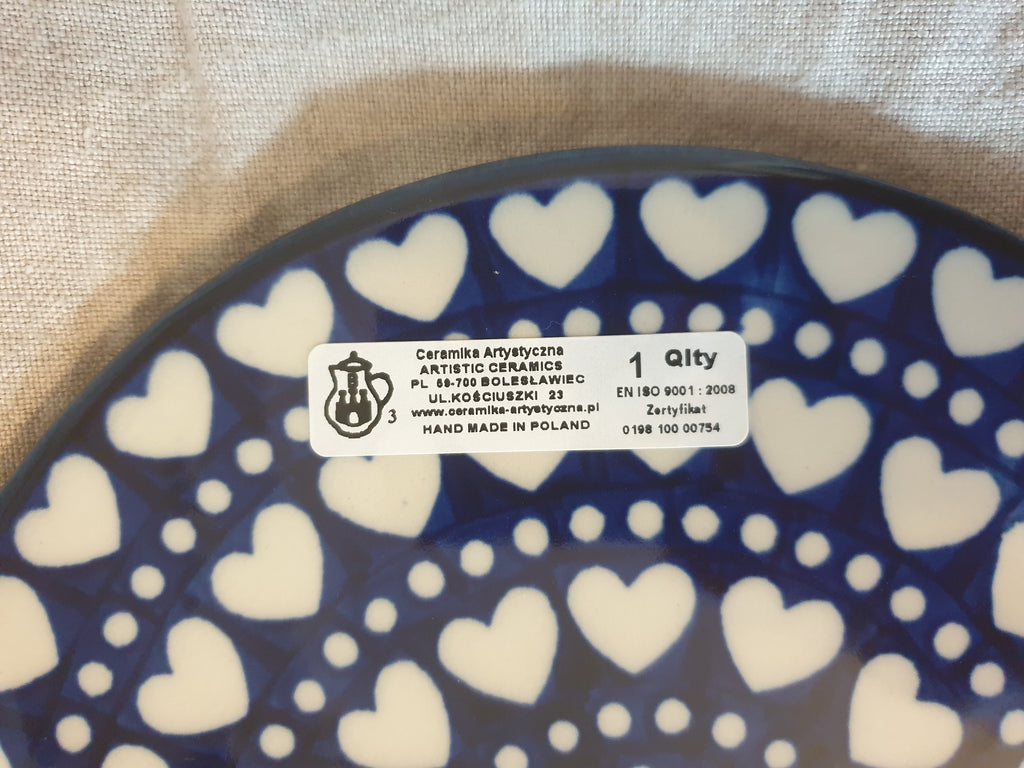 Ceramika Artystyczna
ARTISTIC CERAMICS
PL 59-700 BOLESŁAWIEC
UL.KOŚCIUSZKI 23
www.ceramika-artystyczna.pl
HAND MADE IN POLAND
3
1 Qlty
EN ISO 9001 : 2008
Zertyfikat
0198 100 00754